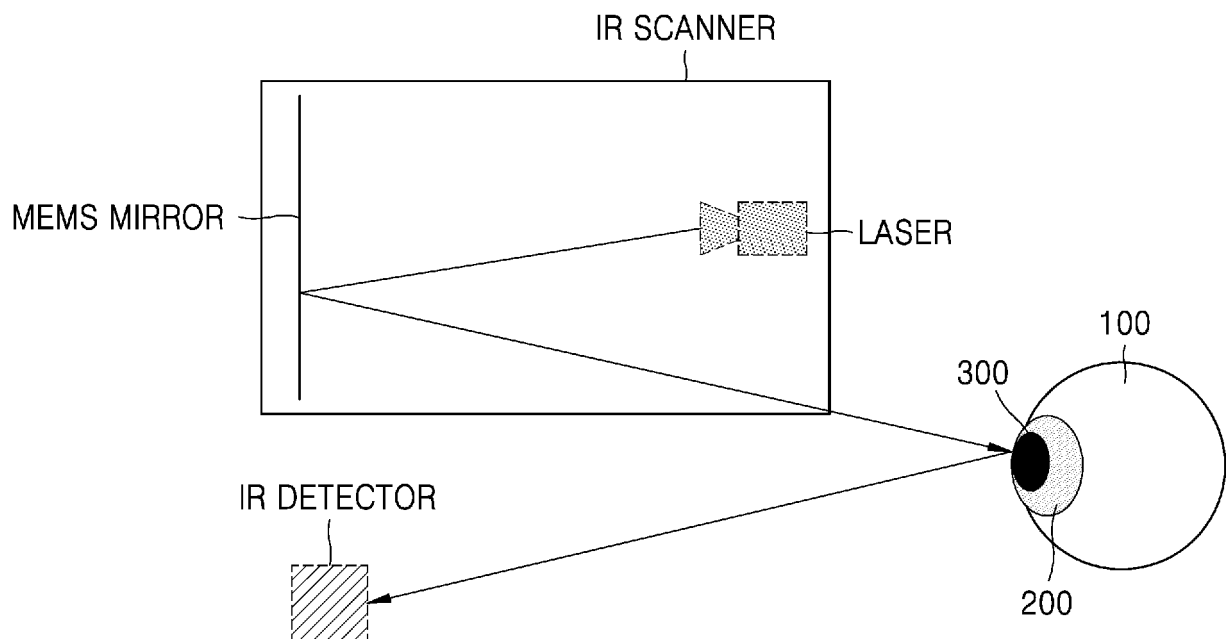 IR SCANNER
MEMS MIRROR
LASER
100
300
IR DETECTOR
200